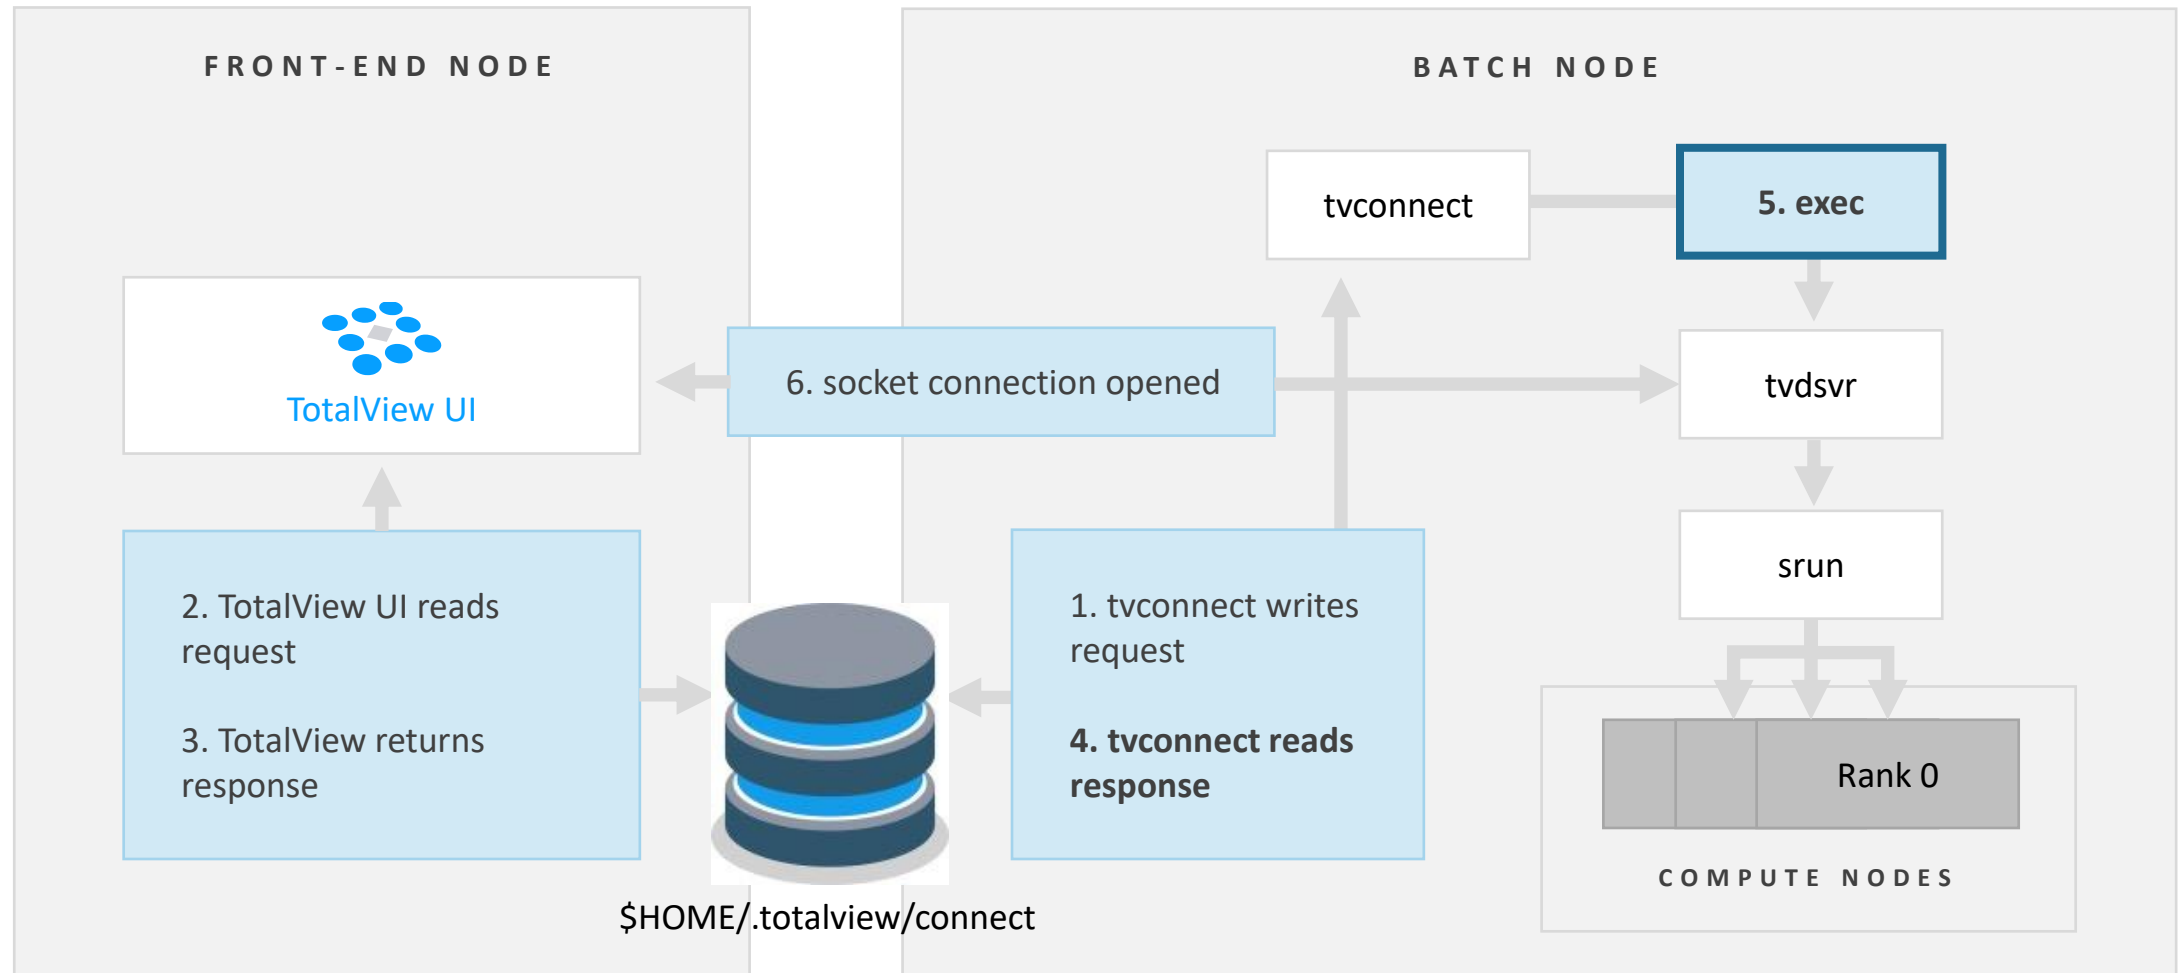 FRONT-END NODE
BATCH NODE
tvconnect
5. exec
TotalView UI
6. socket connection opened
tvdsvr
srun
2. TotalView UI reads
request
3. TotalView returns
response
1. tvconnect writes
request
4. tvconnect reads
response
Rank 0
COMPUTE NODES
$HOME/.totalview/connect